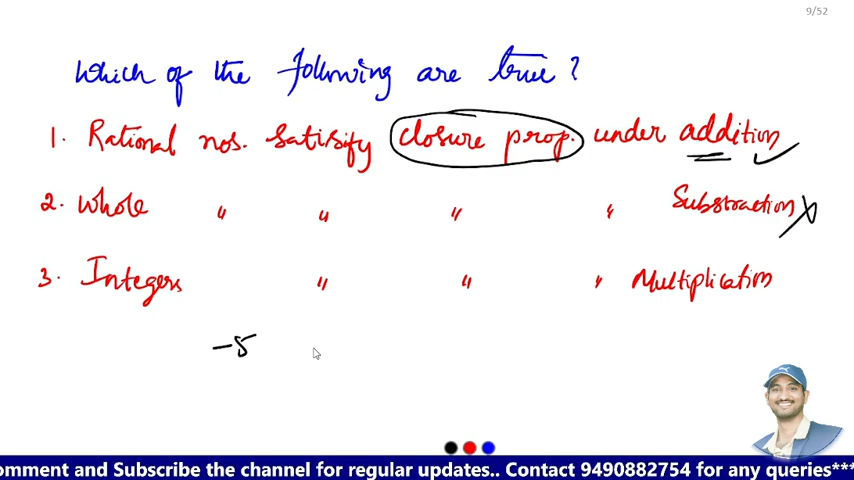 9/52
Which of the following are true?
1. Rational nos. Satisify closure prop. under addition ✓
2. Whole " " " " Substraction X
3. Integers " " " Multiplication
-5
omment and Subscribe the channel for regular updates.. Contact 9490882754 for any queries***